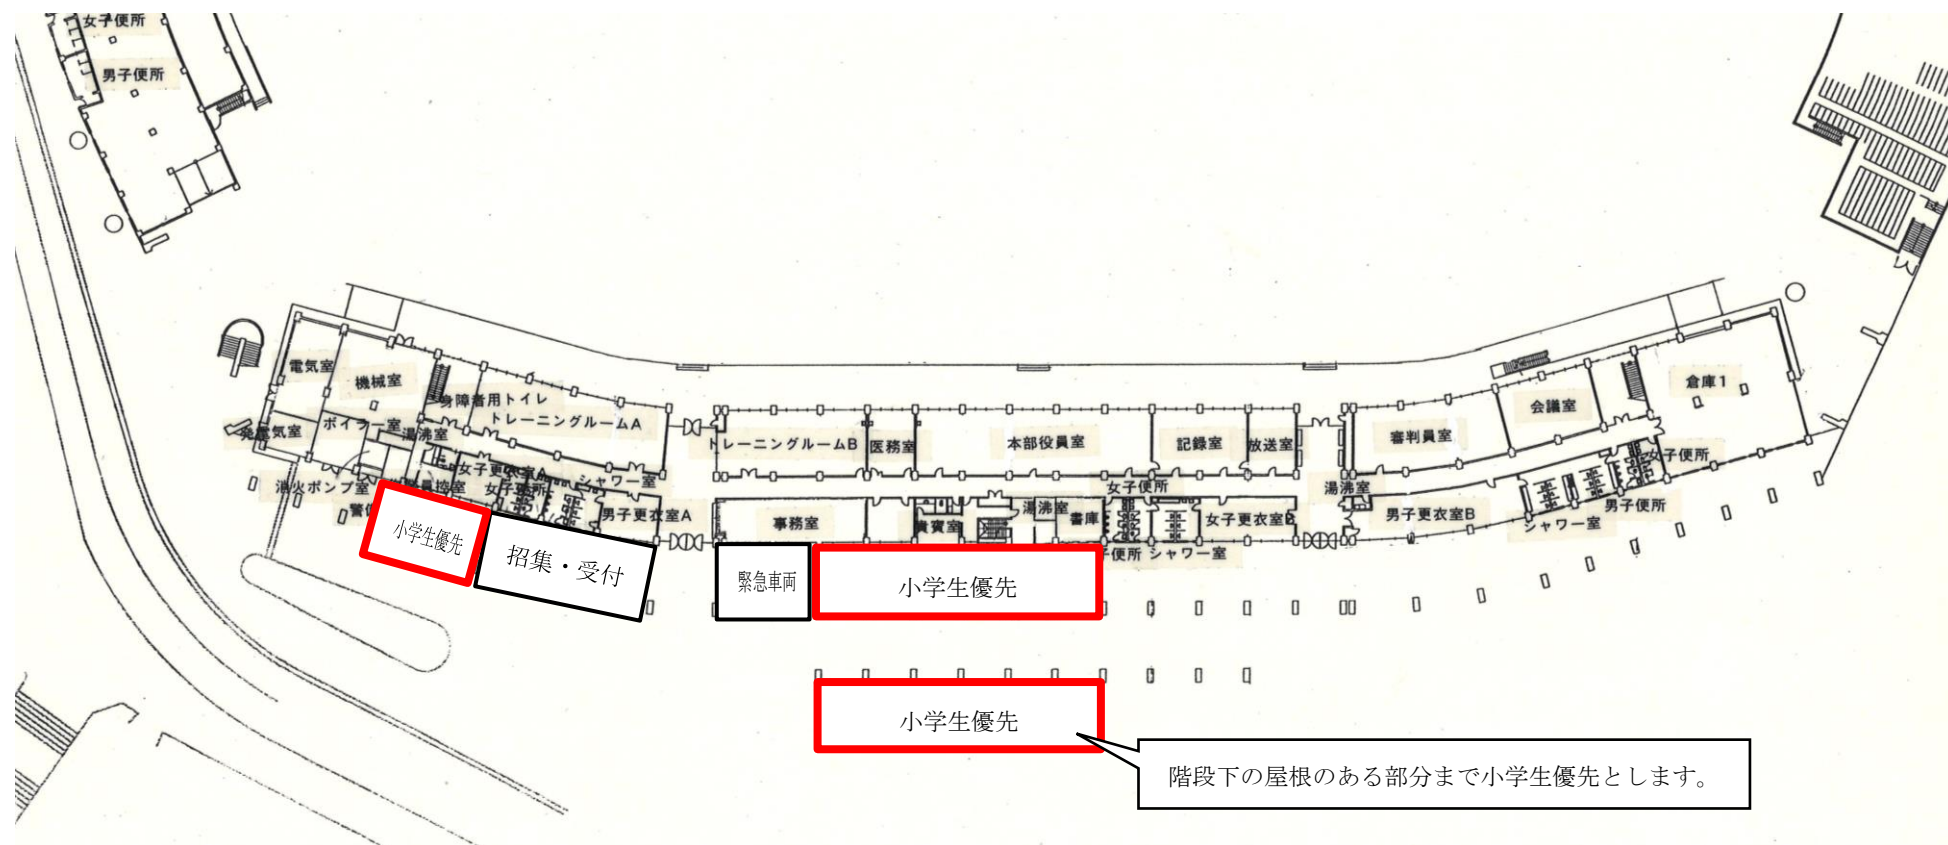 女子便所
男子便所
電気室
機械室
身障者用トイレ
トレーニングルームA
発電気室
ボイラー室
湯沸室
女子更衣室A
シャワー室
消火ポンプ室
女子便所
男子更衣室A
トレーニングルームB
医務室
本部役員室
記録室
放送室
審判員室
会議室
倉庫1
女子便所
女子便所
湯沸室
事務室
貴賓室
湯沸室
書庫
女子更衣室B
男子更衣室B
シャワー室
男子便所
子便所
シャワー室
小学生優先
招集・受付
緊急車両
小学生優先
小学生優先
階段下の屋根のある部分まで小学生優先とします。